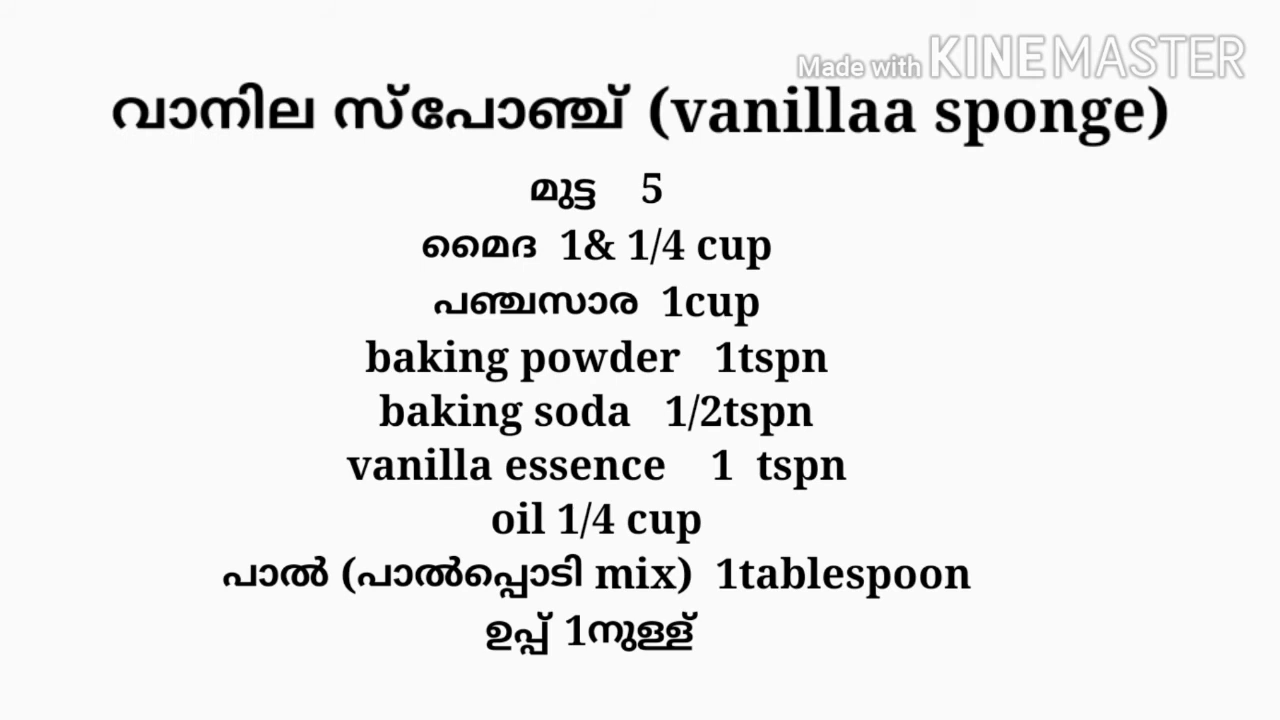 Made with KINEMASTER
വാനില സ്പോഞ്ച് (vanillaa sponge)
മുട്ട 5
മൈദ 1& 1/4 cup
പഞ്ചസാര 1cup
baking powder 1tspn
baking soda 1/2tspn
vanilla essence 1 tspn
oil 1/4 cup
പാൽ (പാൽപ്പൊടി mix) 1tablespoon
ഉപ്പ് 1നുള്ള്